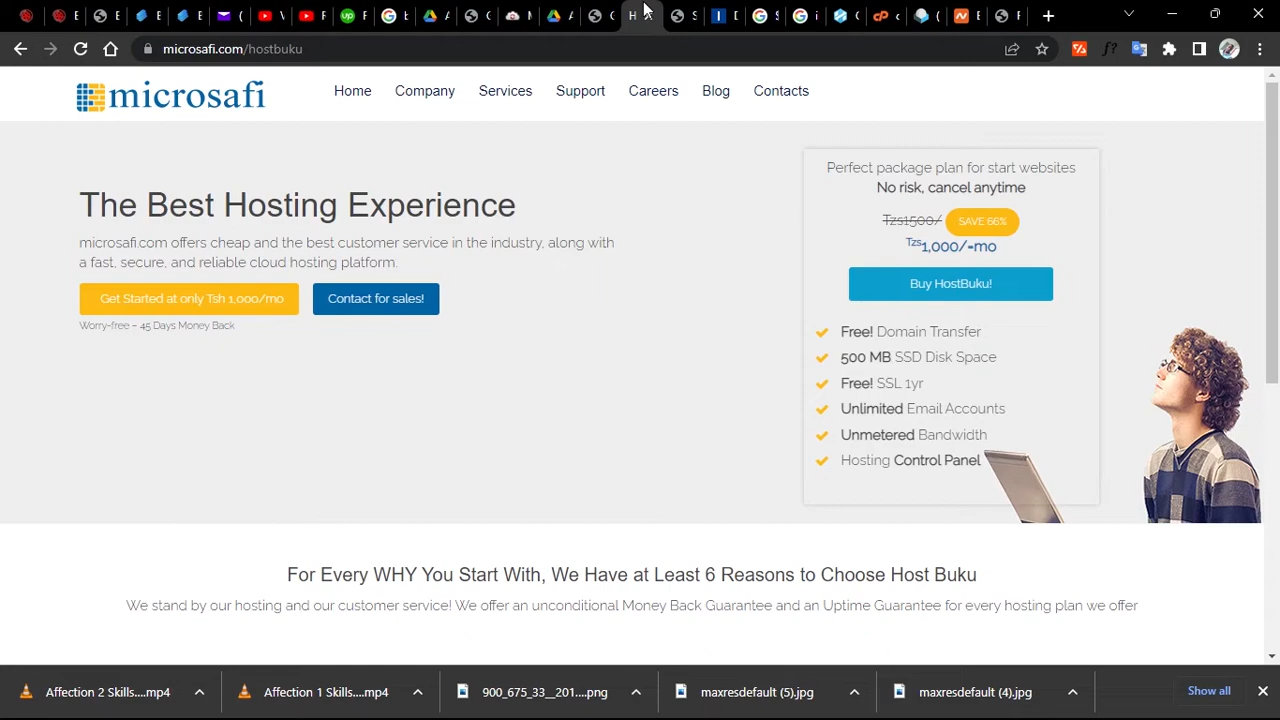 microsafi.com/hostbuku
microsafi
Home
Company
Services
Support
Careers
Blog
Contacts
The Best Hosting Experience
microsafi.com offers cheap and the best customer service in the industry, along with
a fast, secure, and reliable cloud hosting platform.
Get Started at only Tsh 1,000/mo
Contact for sales!
Worry-free – 45 Days Money Back
Perfect package plan for start websites
No risk, cancel anytime
Tzs1500/ SAVE 66%
Tzs1,000/=mo
Buy HostBuku!
Free! Domain Transfer
500 MB SSD Disk Space
Free! SSL 1yr
Unlimited Email Accounts
Unmetered Bandwidth
Hosting Control Panel
For Every WHY You Start With, We Have at Least 6 Reasons to Choose Host Buku
We stand by our hosting and our customer service! We offer an unconditional Money Back Guarantee and an Uptime Guarantee for every hosting plan we offer
Affection 2 Skills....mp4
Affection 1 Skills....mp4
900_675_33__201....png
maxresdefault (5).jpg
maxresdefault (4).jpg
Show all